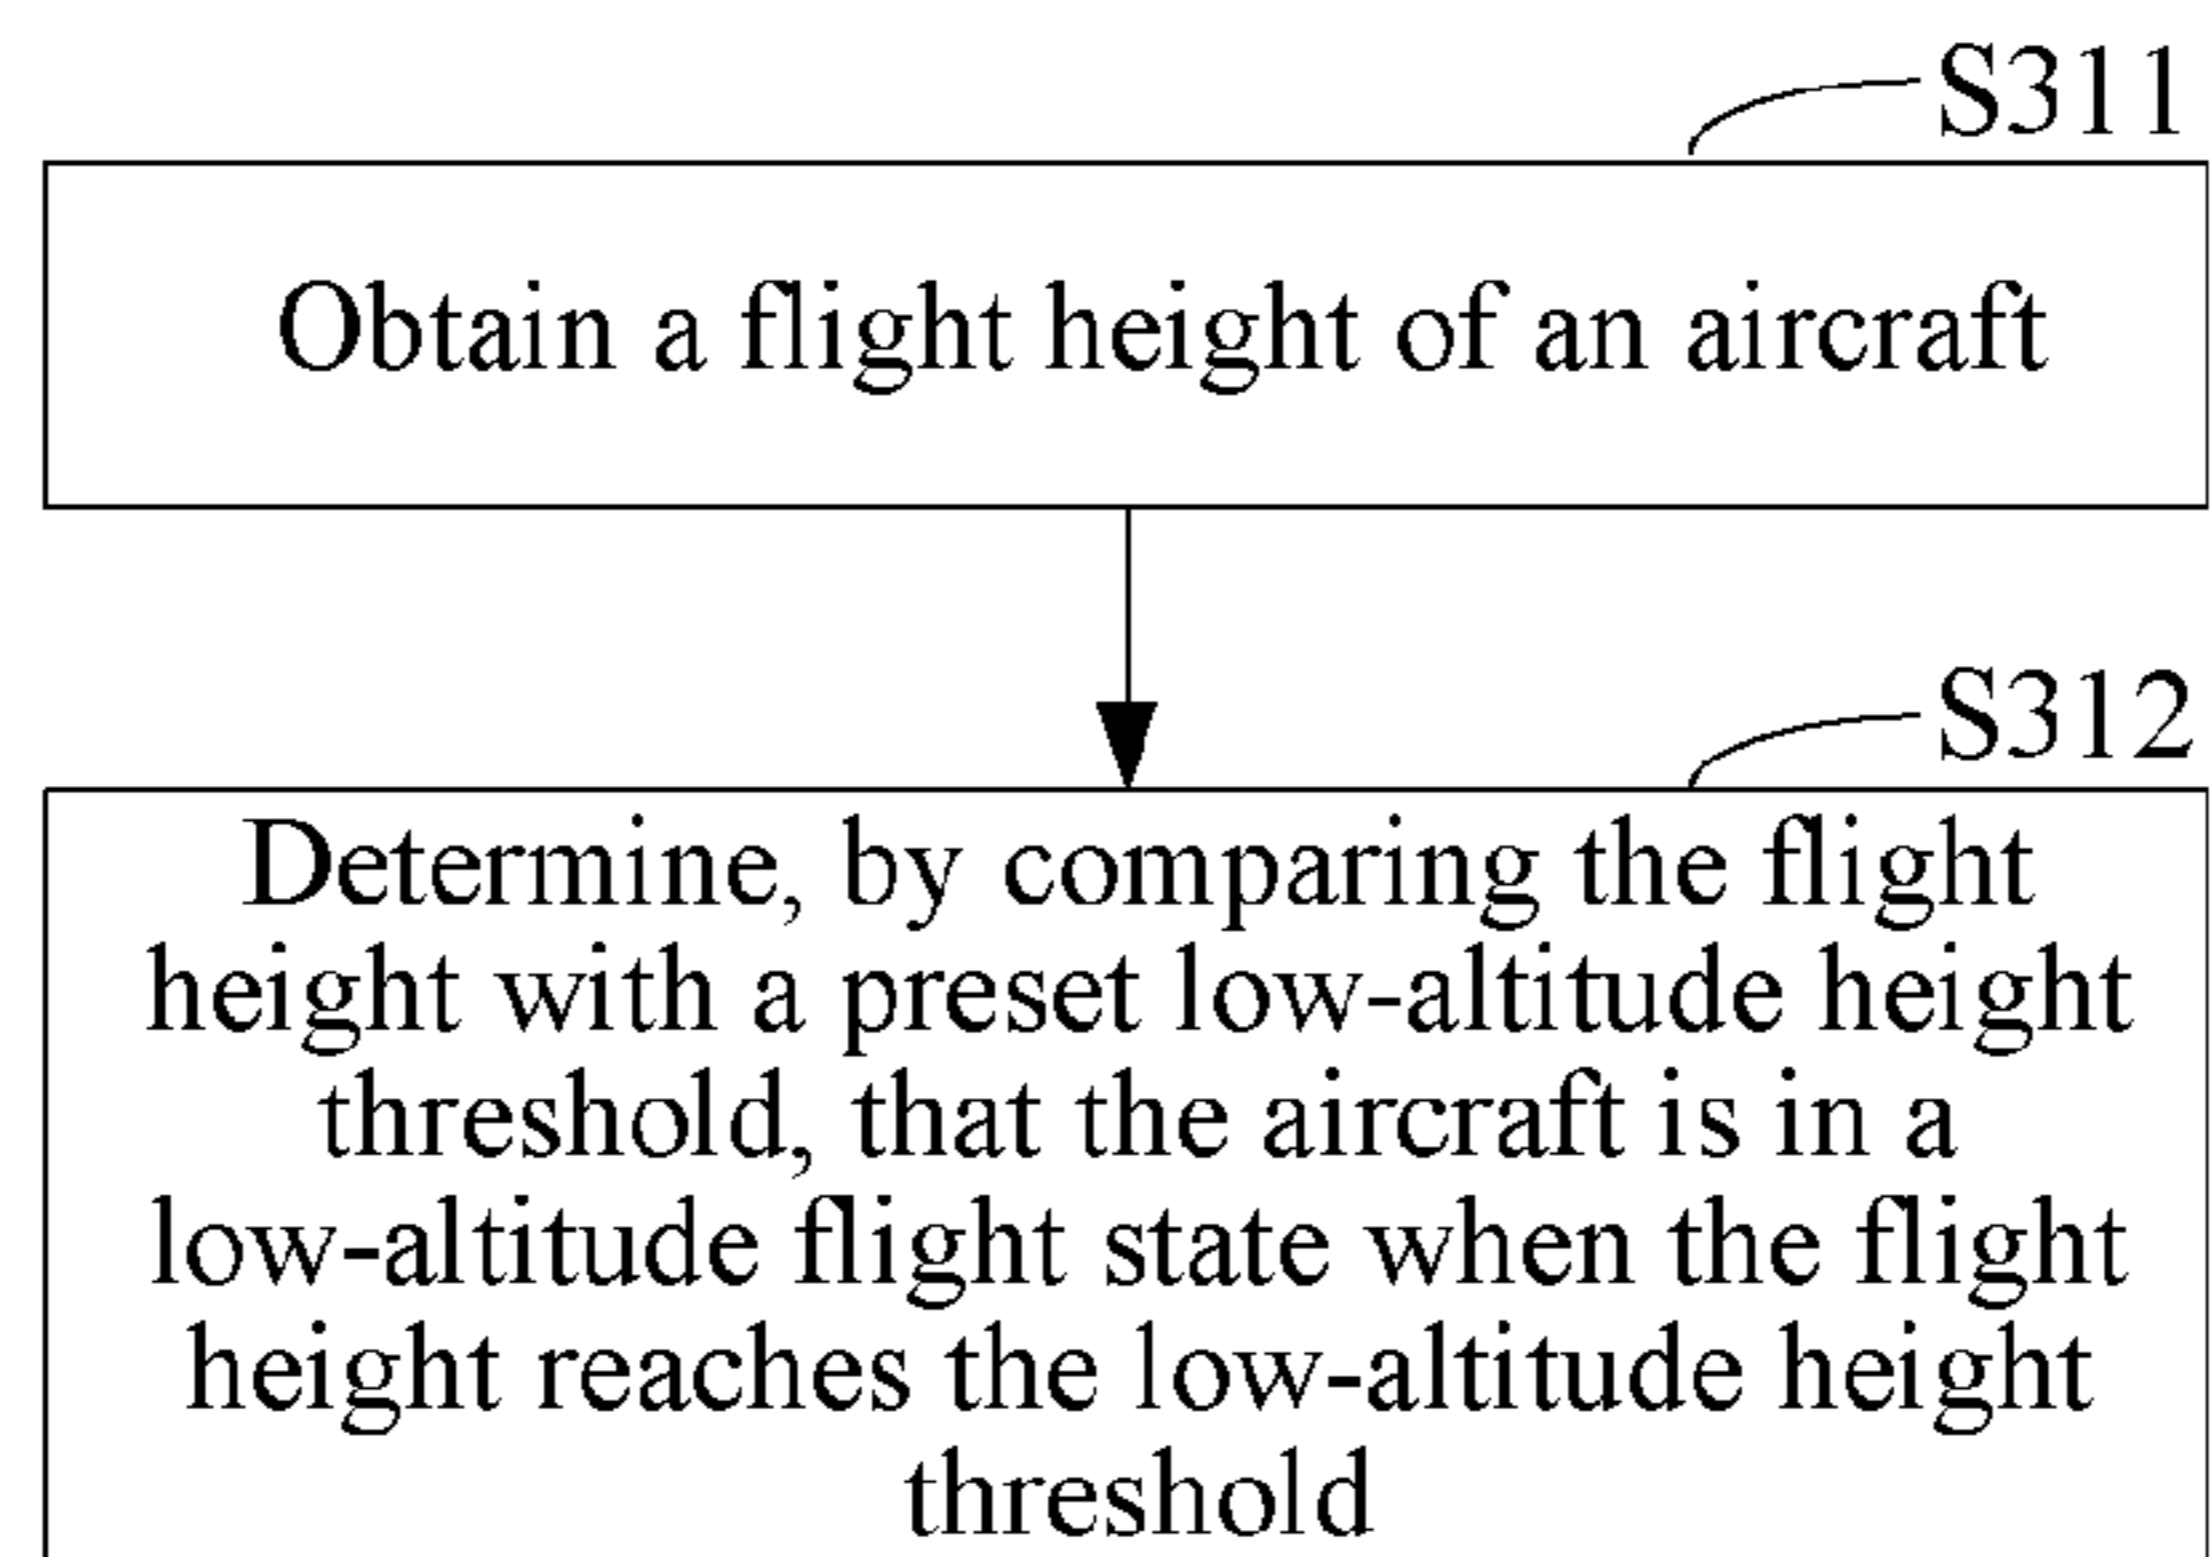 S311
Obtain a flight height of an aircraft
S312
Determine, by comparing the flight
height with a preset low-altitude height
threshold, that the aircraft is in a
low-altitude flight state when the flight
height reaches the low-altitude height
threshold